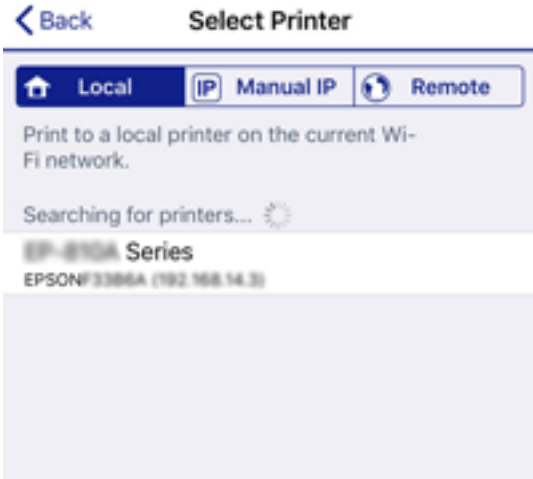 Back
Select Printer
Local
IP Manual IP
Remote
Print to a local printer on the current Wi-
Fi network.
Searching for printers...
Series
EPSON